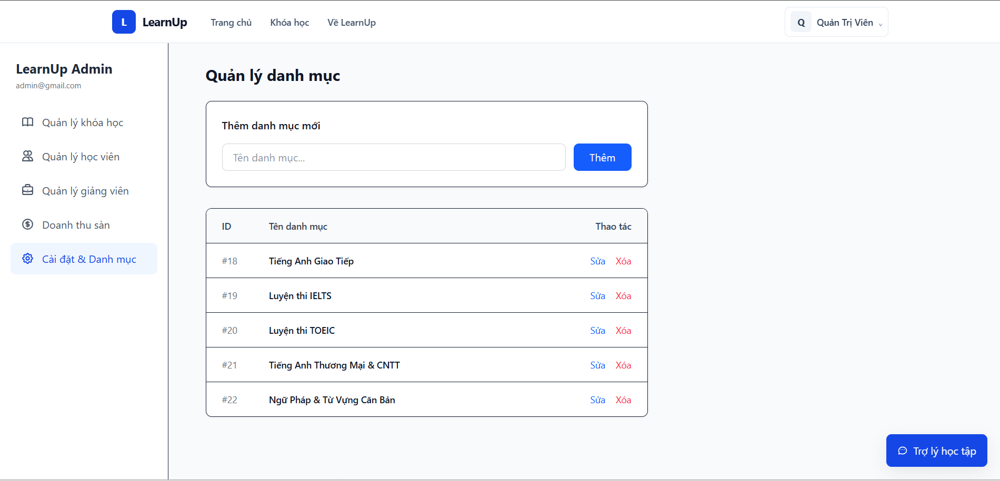 L LearnUp Trang chủ Khóa học Về LearnUp Q Quản Trị Viên
LearnUp Admin
admin@gmail.com
Quản lý khóa học
Quản lý học viên
Quản lý giảng viên
Doanh thu sàn
Cài đặt & Danh mục
Quản lý danh mục
Thêm danh mục mới
Tên danh mục... Thêm
ID Tên danh mục Thao tác
#18 Tiếng Anh Giao Tiếp Sửa Xóa
#19 Luyện thi IELTS Sửa Xóa
#20 Luyện thi TOEIC Sửa Xóa
#21 Tiếng Anh Thương Mại & CNTT Sửa Xóa
#22 Ngữ Pháp & Từ Vựng Căn Bản Sửa Xóa
Trợ lý học tập